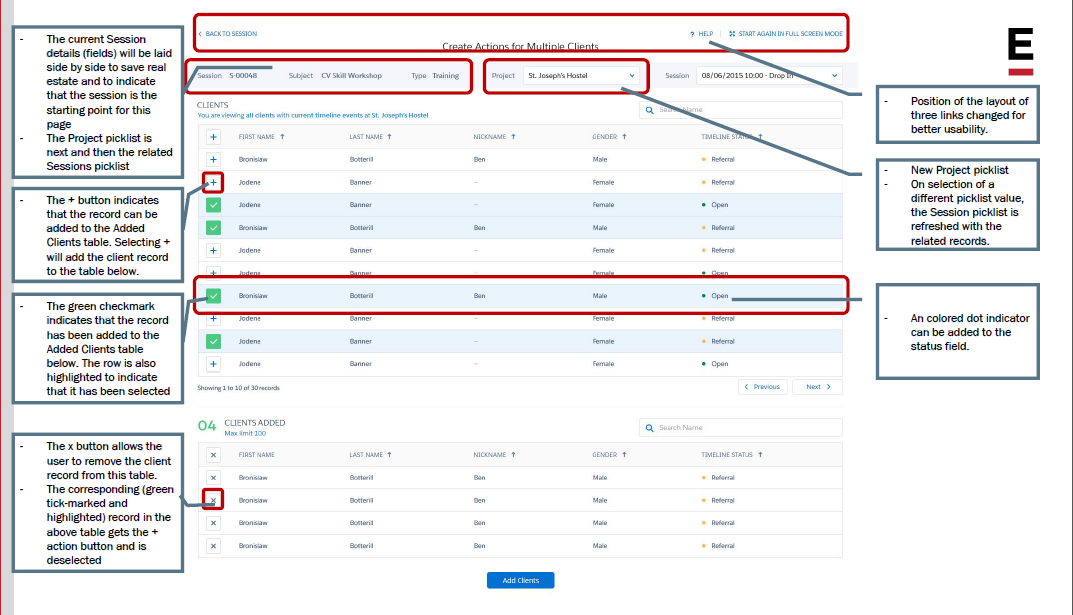 - The current Session
details (fields) will be laid
side by side to save real
estate and to indicate
that the session is the
starting point for this
page
- The Project picklist is
next and then the related
Sessions picklist
- The + button indicates
that the record can be
added to the Added
Clients table. Selecting +
will add the client record
to the table below.
- The green checkmark
indicates that the record
has been added to the
Added Clients table
below. The row is also
highlighted to indicate
that it has been selected
- The x button allows the
user to remove the client
record from this table.
- The corresponding (green
tick-marked and
highlighted) record in the
above table gets the +
action button and is
deselected
< BACK TO SESSION
? HELP | START AGAIN IN FULL SCREEN MODE
Create Actions for Multiple Clients
Session S-00048 Subject CV Skill Workshop Type Training Project St. Joseph's Hostel Session 08/06/2015 10:00 - Drop In
CLIENTS
You are viewing all clients with current timeline events at St. Joseph's Hostel
Search Name
+ FIRST NAME ↑ LAST NAME ↑ NICKNAME ↑ GENDER ↑ TIMELINE STATUS ↑
+ Bronislaw Botterill Ben Male Referral
+ Jodene Banner -- Female Referral
✓ Jodene Banner -- Female Open
✓ Bronislaw Botterill Ben Male Referral
+ Jodene Banner -- Female Referral
+ Jodene Banner -- Female Open
✓ Bronislaw Botterill Ben Male Open
+ Jodene Banner -- Female Referral
✓ Jodene Banner -- Female Referral
+ Jodene Banner -- Female Open
Showing 1 to 10 of 30 records
< Previous Next >
04 CLIENTS ADDED
Max limit 100
Search Name
× FIRST NAME LAST NAME ↑ NICKNAME ↑ GENDER ↑ TIMELINE STATUS ↑
× Bronislaw Botterill Ben Male Referral
× Bronislaw Botterill Ben Male Referral
× Bronislaw Botterill Ben Male Referral
× Bronislaw Botterill Ben Male Referral
Add Clients
E
- Position of the layout of
three links changed for
better usability.
- New Project picklist
- On selection of a
different picklist value,
the Session picklist is
refreshed with the
related records.
- An colored dot indicator
can be added to the
status field.